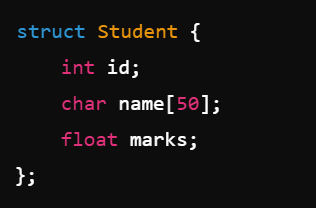 struct Student {
    int id;
    char name[50];
    float marks;
};